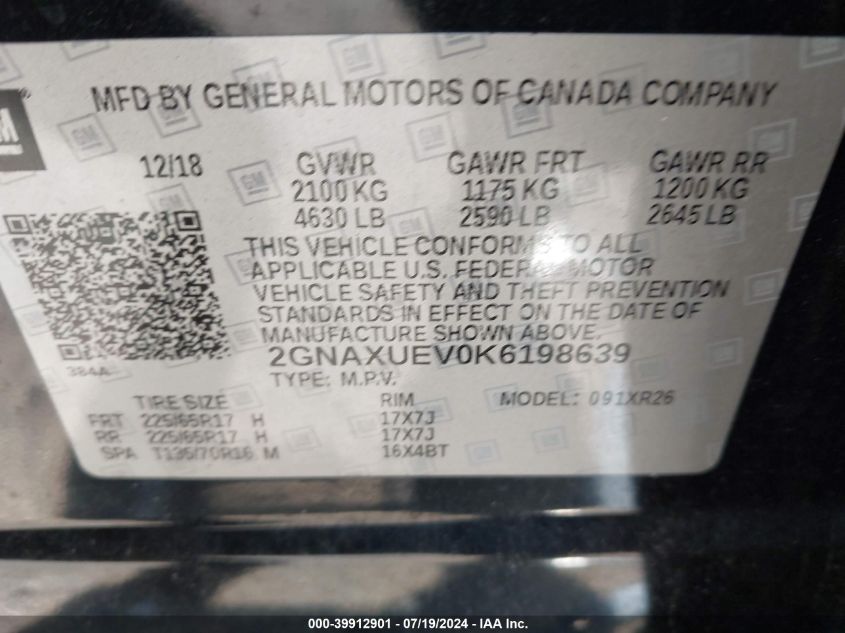 GM
MFD BY GENERAL MOTORS OF CANADA COMPANY
12/18 GVWR GAWR FRT GAWR RR
2100 KG 1175 KG 1200 KG
4630 LB 2590 LB 2645 LB
THIS VEHICLE CONFORMS TO ALL
APPLICABLE U.S. FEDERAL MOTOR
VEHICLE SAFETY AND THEFT PREVENTION
STANDARDS IN EFFECT ON THE DATE OF
MANUFACTURE SHOWN ABOVE.
384A
2GNAXUEV0K6198639
TYPE: M.P.V.
TIRE SIZE RIM MODEL: 091XR26
FRT 225/65R17 H 17X7J
RR 225/65R17 H 17X7J
SPA T135/70R16 M 16X4BT
000-39912901 - 07/19/2024 - IAA Inc.